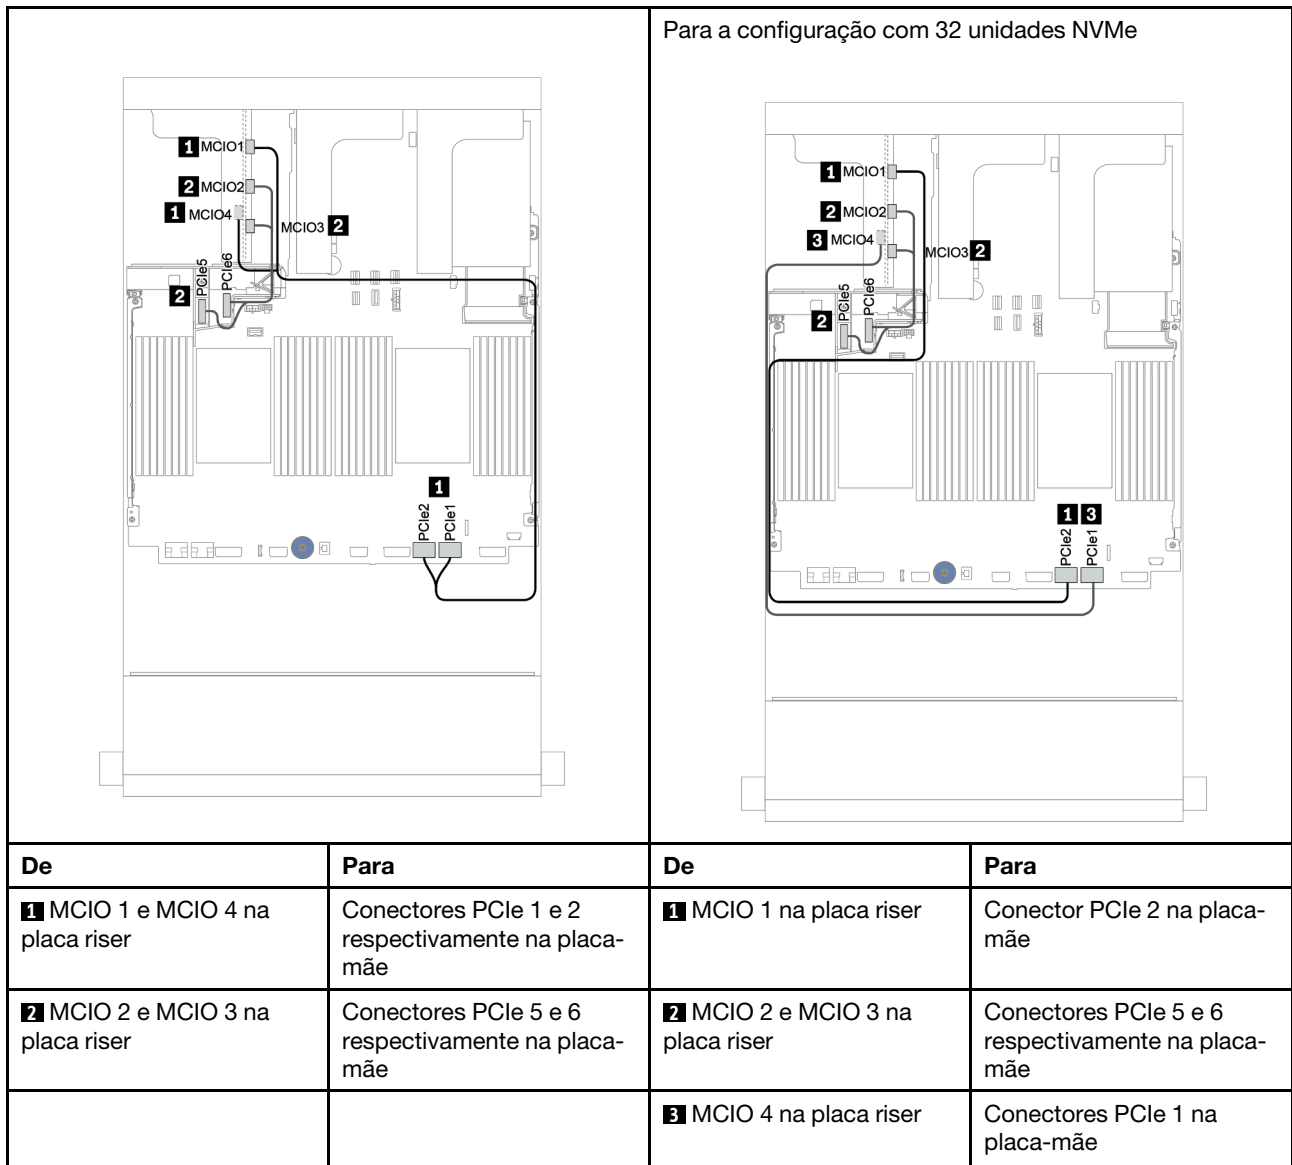 Para a configuração com 32 unidades NVMe
1 MCIO1
2 MCIO2
1 MCIO4
MCIO3 2
2 PCIe5
PCIe6
1
PCIe2
PCIe1
1 MCIO1
2 MCIO2
3 MCIO4
MCIO3 2
2 PCIe5
PCIe6
1 3
PCIe2
PCIe1
De
Para
De
Para
1 MCIO 1 e MCIO 4 na
placa riser
Conectores PCIe 1 e 2
respectivamente na placa-
mãe
1 MCIO 1 na placa riser
Conector PCIe 2 na placa-
mãe
2 MCIO 2 e MCIO 3 na
placa riser
Conectores PCIe 5 e 6
respectivamente na placa-
mãe
2 MCIO 2 e MCIO 3 na
placa riser
Conectores PCIe 5 e 6
respectivamente na placa-
mãe
3 MCIO 4 na placa riser
Conectores PCIe 1 na
placa-mãe